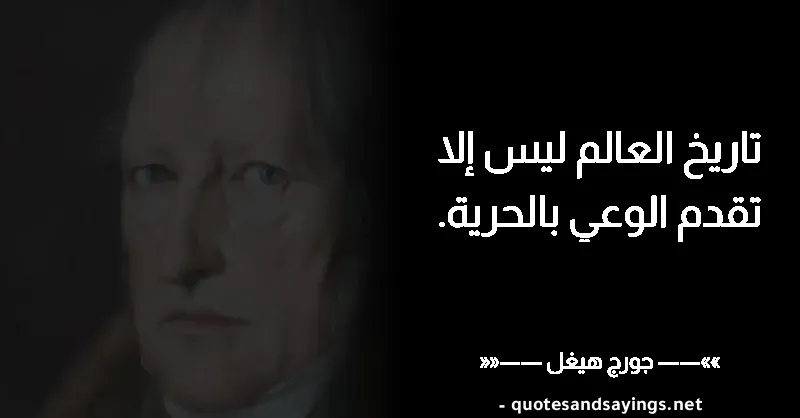 تاريخ العالم ليس إلا
تقدم الوعي بالحرية.
»»—— جورج هيغل ——««
- quotesandsayings.net